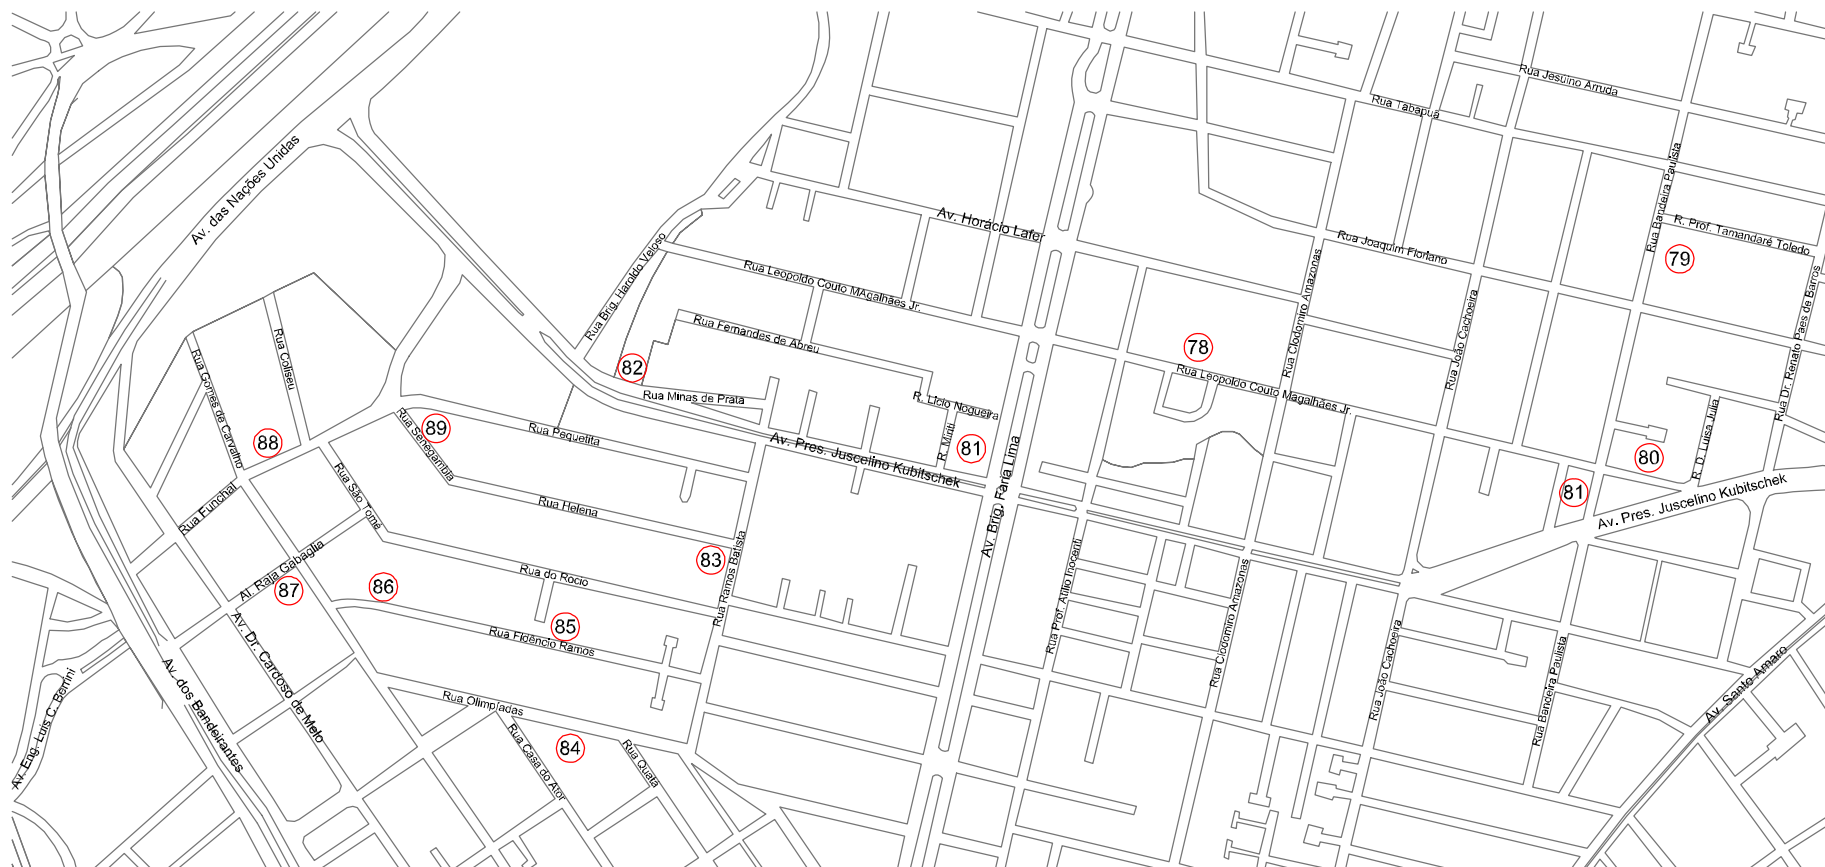 Rua Jesuino Arruda
Rua Tabapuã
Av. das Nações Unidas
Rua Bandeira Paulista
Av. Horácio Lafer
R. Prof. Tamandaré Toledo
Rua Joaquim Floriano
79
Rua Brig. Haroldo Veloso
Rua Leopoldo Couto MAgalhães Jr.
Rua Clodomiro Amazonas
Rua João Cachoeira
Rua Dr. Renato Paes de Barros
Rua Fernandes de Abreu
78
Rua Coliseu
Rua Gomes de Carvalho
82
Rua Leopoldo Couto Magalhães Jr.
Rua Minas de Prata
R. Lício Nogueira
R. Miriti
81
Rua Senegâmbia
89
Rua Pequetita
88
Av. Pres. Juscelino Kubitschek
Av. Brig. Faria Lima
R. D. Luisa Julia
80
81
Av. Pres. Juscelino Kubitschek
Rua Funchal
Rua São Tomé
Rua Helena
83
Rua Ramos Batista
Al. Raja Gabaglia
87
86
Rua do Rocio
Rua Prof. Atílio Inocenti
Rua Clodomiro Amazonas
85
Rua Fidêncio Ramos
Av. Dr. Cardoso de Melo
Rua João Cachoeira
Rua Bandeira Paulista
Av. Santo Amaro
Av. dos Bandeirantes
Av. Eng. Luis C. Berrini
Rua Olimpíadas
Rua Casa do Ator
84
Rua Quatá